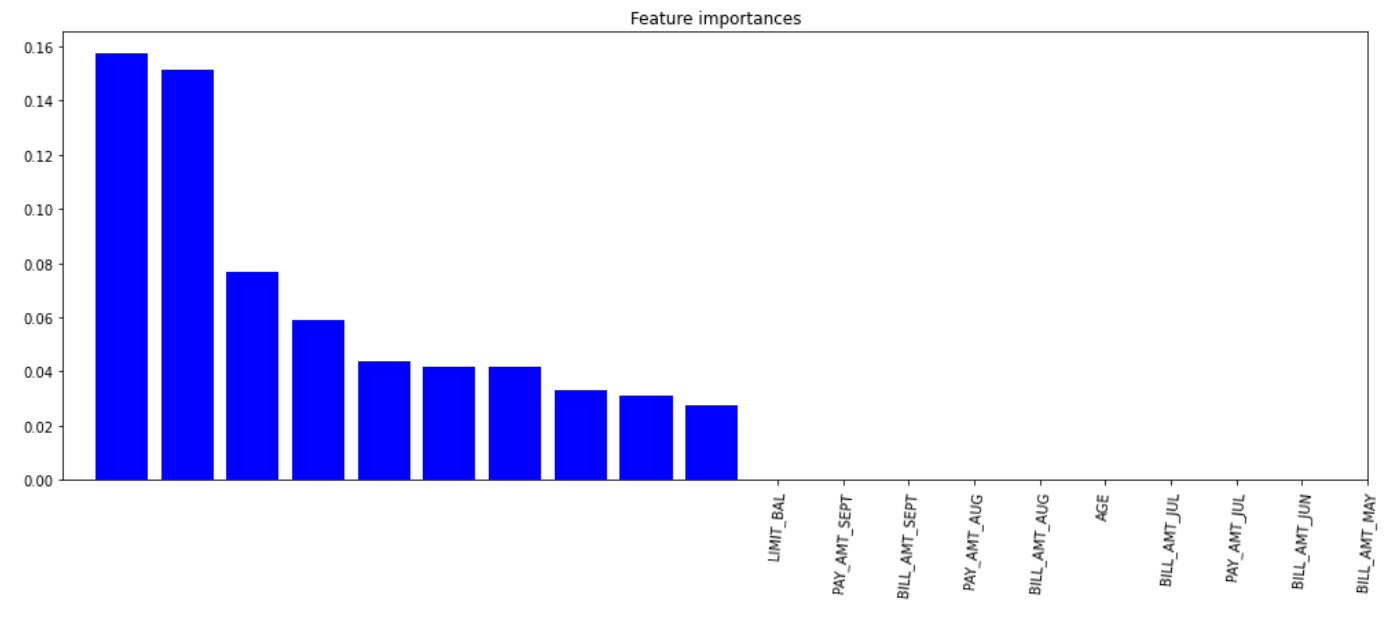 Feature importances
0.16
0.14
0.12
0.10
0.08
0.06
0.04
0.02
0.00
LIMIT_BAL
PAY_AMT_SEPT
BILL_AMT_SEPT
PAY_AMT_AUG
BILL_AMT_AUG
AGE
BILL_AMT_JUL
PAY_AMT_JUL
BILL_AMT_JUN
BILL_AMT_MAY